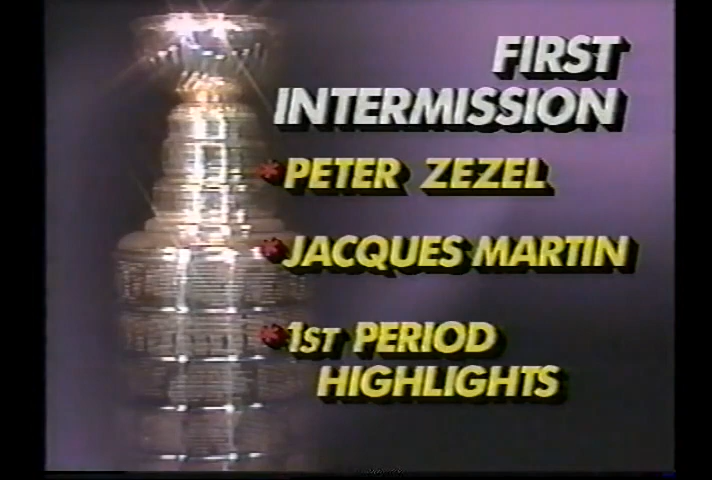 FIRST
INTERMISSION
* PETER ZEZEL
* JACQUES MARTIN
* 1ST PERIOD
HIGHLIGHTS